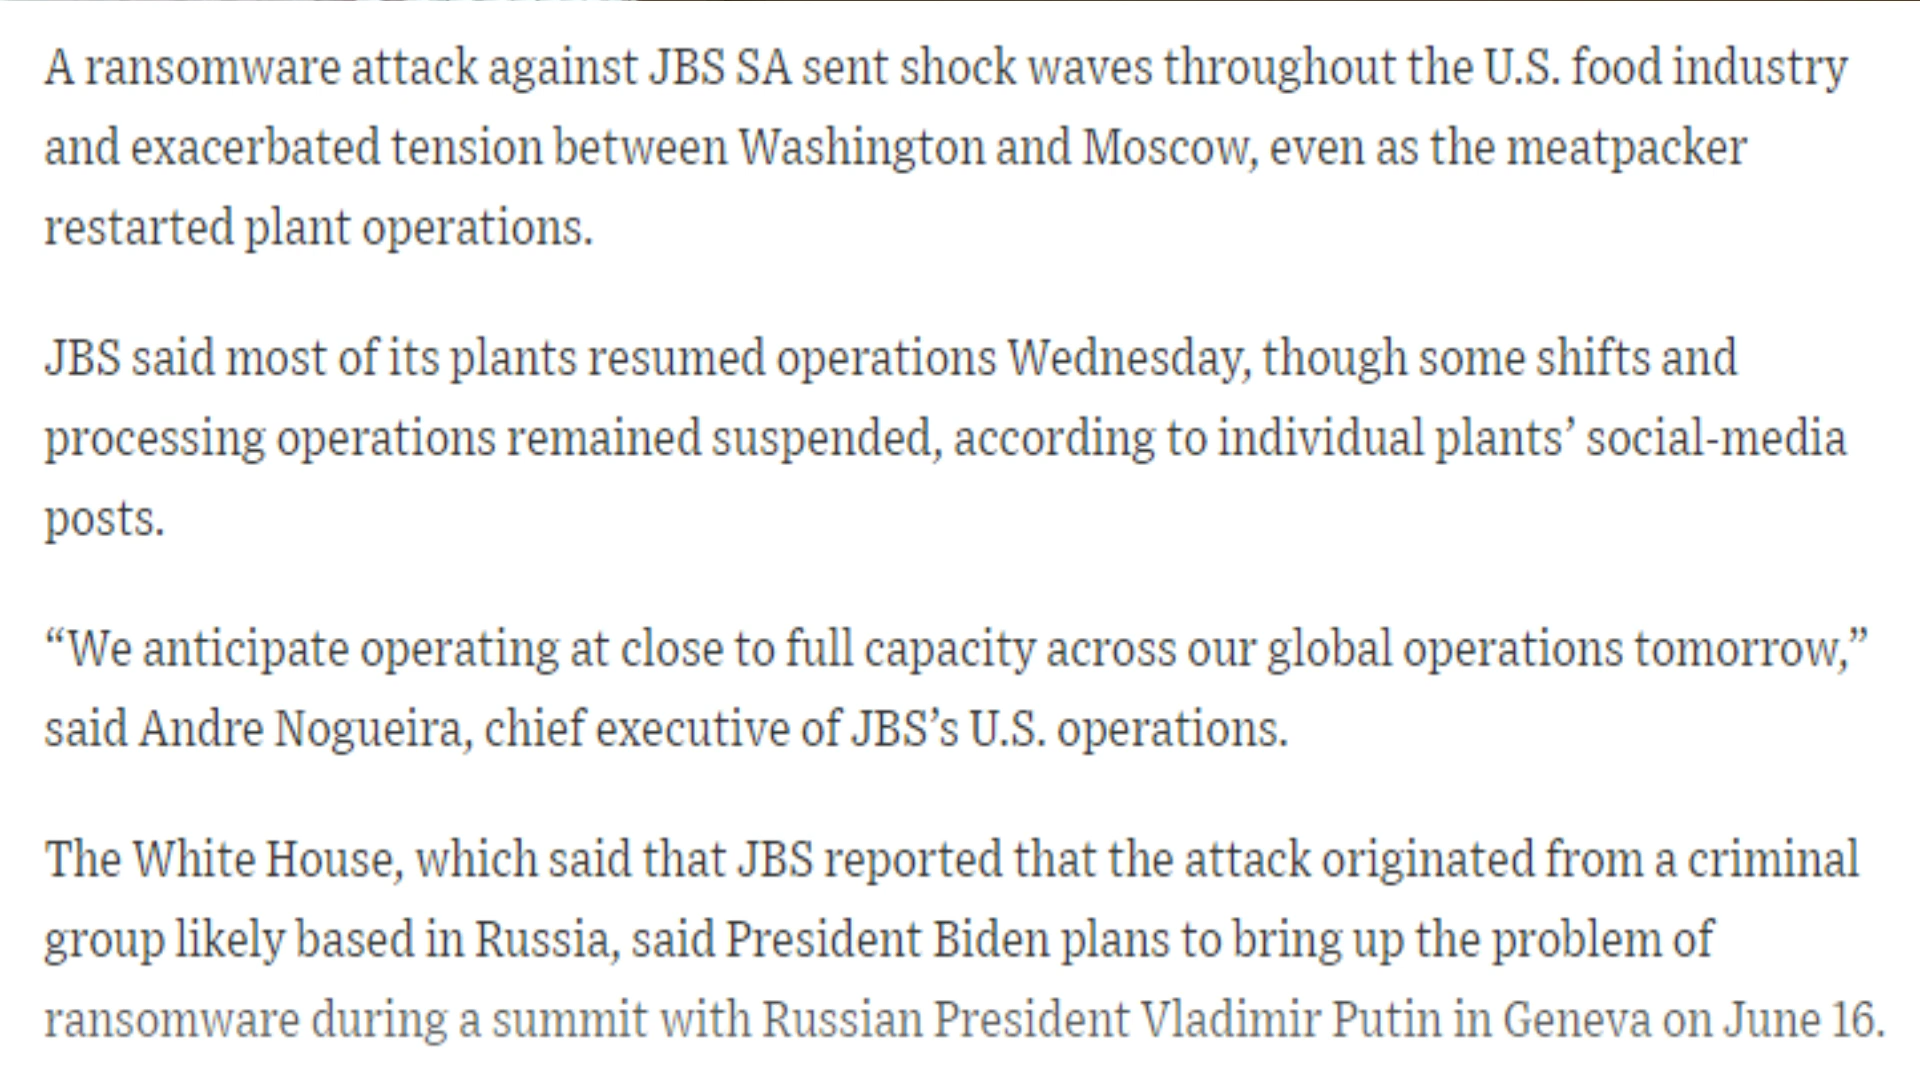 A ransomware attack against JBS SA sent shock waves throughout the U.S. food industry
and exacerbated tension between Washington and Moscow, even as the meatpacker
restarted plant operations.
JBS said most of its plants resumed operations Wednesday, though some shifts and
processing operations remained suspended, according to individual plants’ social-media
posts.
“We anticipate operating at close to full capacity across our global operations tomorrow,”
said Andre Nogueira, chief executive of JBS’s U.S. operations.
The White House, which said that JBS reported that the attack originated from a criminal
group likely based in Russia, said President Biden plans to bring up the problem of
ransomware during a summit with Russian President Vladimir Putin in Geneva on June 16.